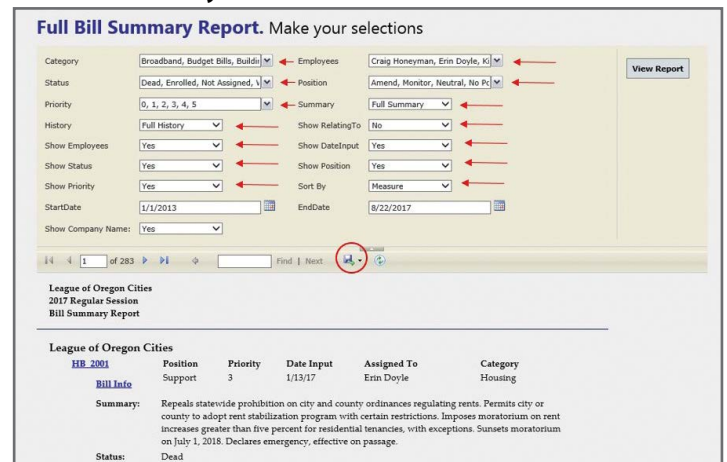 Full Bill Summary Report. Make your selections
Category Broadband, Budget Bills, Buildin Employees Craig Honeyman, Erin Doyle, Ki View Report
Status Dead, Enrolled, Not Assigned, Position Amend, Monitor, Neutral, No Po
Priority 0, 1, 2, 3, 4, 5 Summary Full Summary
History Full History Show RelatingTo No
Show Employees Yes Show DateInput Yes
Show Status Yes Show Position Yes
Show Priority Yes Sort By Measure
StartDate 1/1/2013 EndDate 8/22/2017
Show Company Name: Yes
1 of 283 Find | Next
League of Oregon Cities
2017 Regular Session
Bill Summary Report
League of Oregon Cities
HB 2001 Position Priority Date Input Assigned To Category
Bill Info Support 3 1/13/17 Erin Doyle Housing
Summary: Repeals statewide prohibition on city and county ordinances regulating rents. Permits city or
county to adopt rent stabilization program with certain restrictions. Imposes moratorium on rent
increases greater than five percent for residential tenancies, with exceptions. Sunsets moratorium
on July 1, 2018. Declares emergency, effective on passage.
Status: Dead